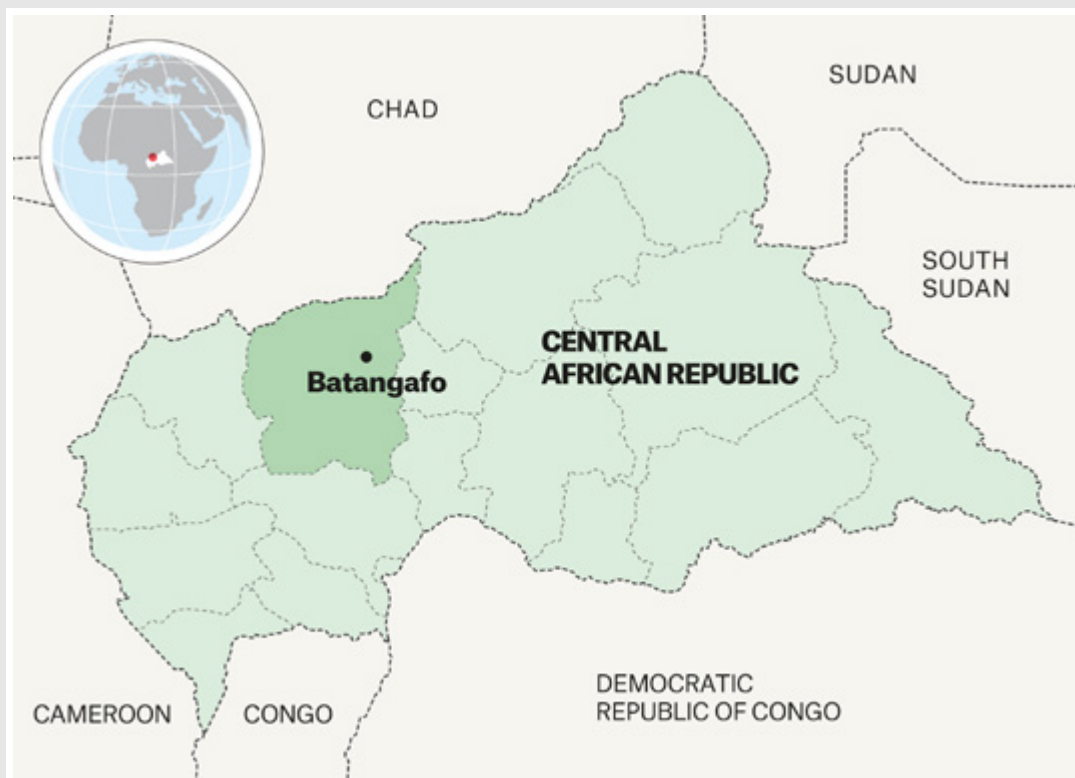 CHAD
SUDAN
SOUTH
SUDAN
CENTRAL
AFRICAN REPUBLIC
Batangafo
CAMEROON
CONGO
DEMOCRATIC
REPUBLIC OF CONGO